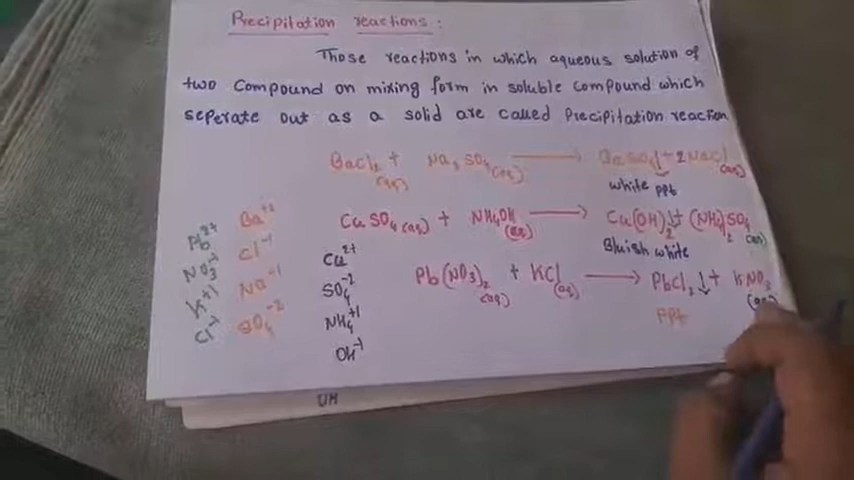 Precipitation reactions :
Those reactions in which aqueous solution of
two compound on mixing form in soluble compound which
seperate out as a solid are called Precipitation reaction
BaCl2 (aq) + Na2SO4 (aq) → BaSO4↓ + 2NaCl (aq)
white ppt
CuSO4 (aq) + NH4OH (aq) → Cu(OH)2↓ + (NH4)2SO4 (aq)
Bluish white
Pb(NO3)2 (aq) + KCl (aq) → PbCl2↓ + KNO3 (aq)
PPt
Pb2+
NO3-1
K+1
Cl-1
Ba+2
Cl-1
Na+1
SO4-2
Cu2+
SO4-2
NH4+1
OH-1